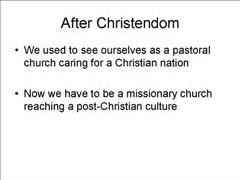 After Christendom
• We used to see ourselves as a pastoral
church caring for a Christian nation
• Now we have to be a missionary church
reaching a post-Christian culture